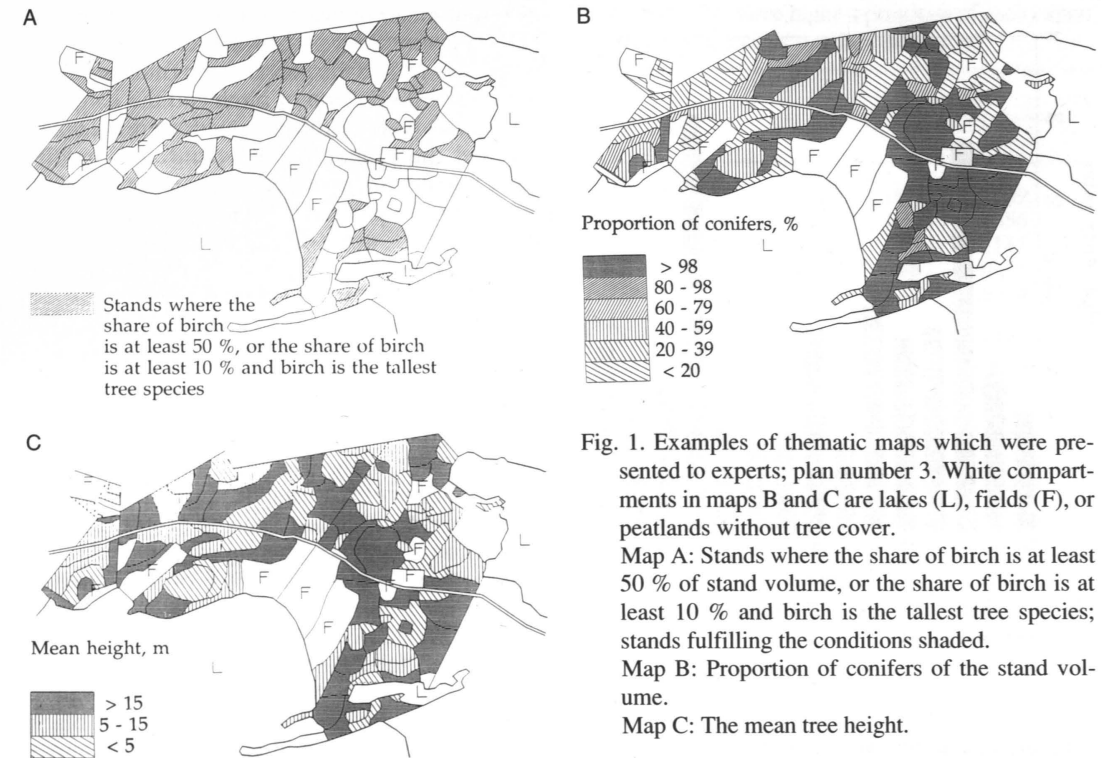 A
F
F
F
L
F
F
F
F
F
L
Stands where the
share of birch
is at least 50 %, or the share of birch
is at least 10 % and birch is the tallest
tree species
B
F
F
F
L
F
F
F
F
F
L
L
Proportion of conifers, %
> 98
80 - 98
60 - 79
40 - 59
20 - 39
< 20
C
F
F
L
F
F
F
F
F
L
L
Mean height, m
> 15
5 - 15
< 5
Fig. 1. Examples of thematic maps which were pre-
sented to experts; plan number 3. White compart-
ments in maps B and C are lakes (L), fields (F), or
peatlands without tree cover.
Map A: Stands where the share of birch is at least
50 % of stand volume, or the share of birch is at
least 10 % and birch is the tallest tree species;
stands fulfilling the conditions shaded.
Map B: Proportion of conifers of the stand vol-
ume.
Map C: The mean tree height.